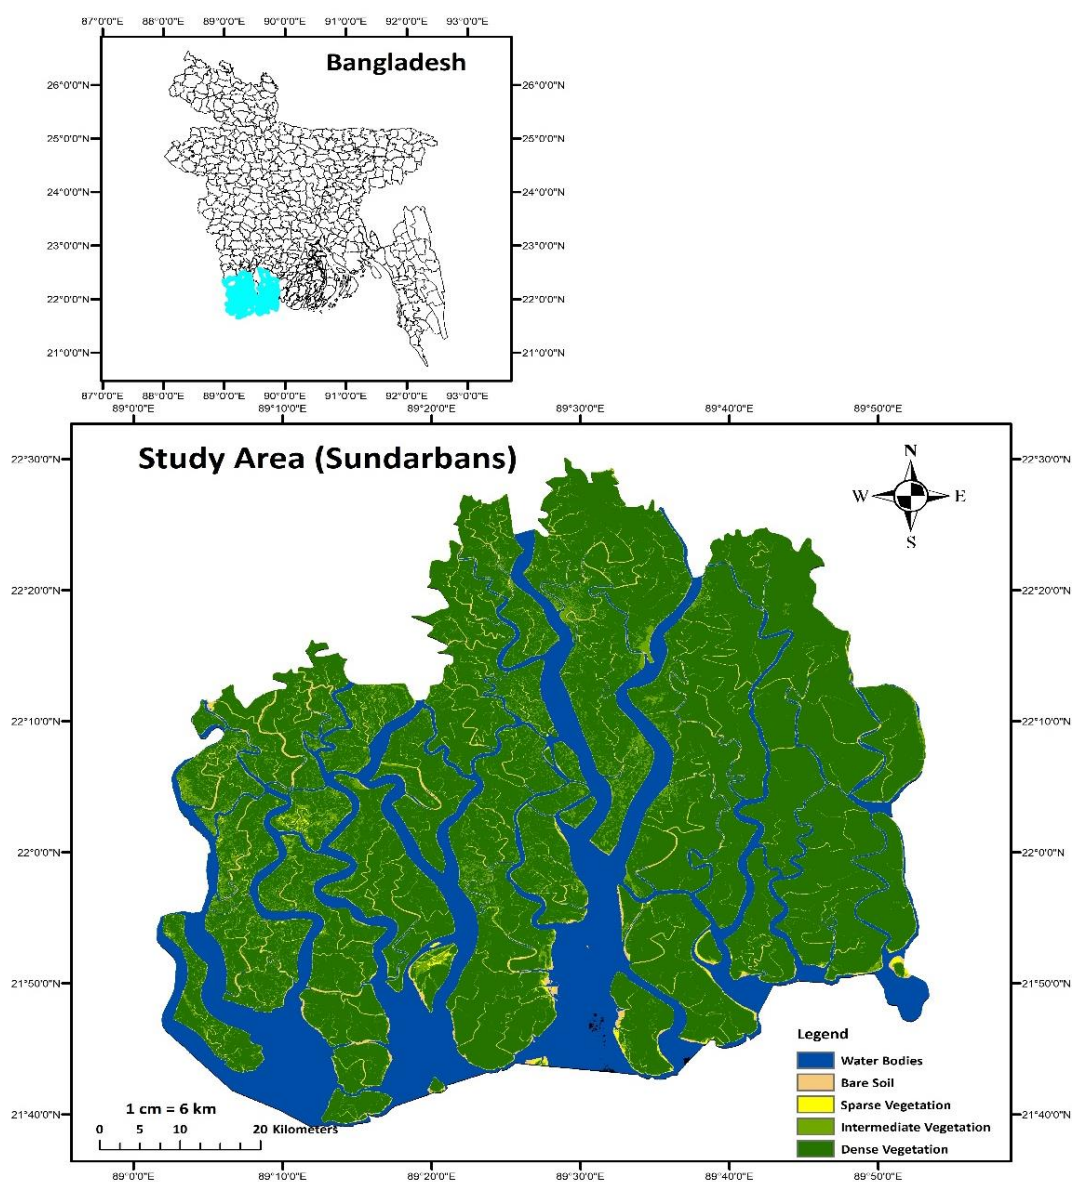 87°0'0"E 88°0'0"E 89°0'0"E 90°0'0"E 91°0'0"E 92°0'0"E 93°0'0"E
Bangladesh
26°0'0"N 26°0'0"N
25°0'0"N 25°0'0"N
24°0'0"N 24°0'0"N
23°0'0"N 23°0'0"N
22°0'0"N 22°0'0"N
21°0'0"N 21°0'0"N
87°0'0"E 88°0'0"E 89°0'0"E 90°0'0"E 91°0'0"E 92°0'0"E 93°0'0"E
89°0'0"E 89°10'0"E 89°20'0"E 89°30'0"E 89°40'0"E 89°50'0"E
Study Area (Sundarbans)
N
W E
S
22°30'0"N 22°30'0"N
22°20'0"N 22°20'0"N
22°10'0"N 22°10'0"N
22°0'0"N 22°0'0"N
21°50'0"N 21°50'0"N
21°40'0"N 21°40'0"N
Legend
Water Bodies
Bare Soil
Sparse Vegetation
Intermediate Vegetation
Dense Vegetation
1 cm = 6 km
0 5 10 20 Kilometers
89°0'0"E 89°10'0"E 89°20'0"E 89°30'0"E 89°40'0"E 89°50'0"E